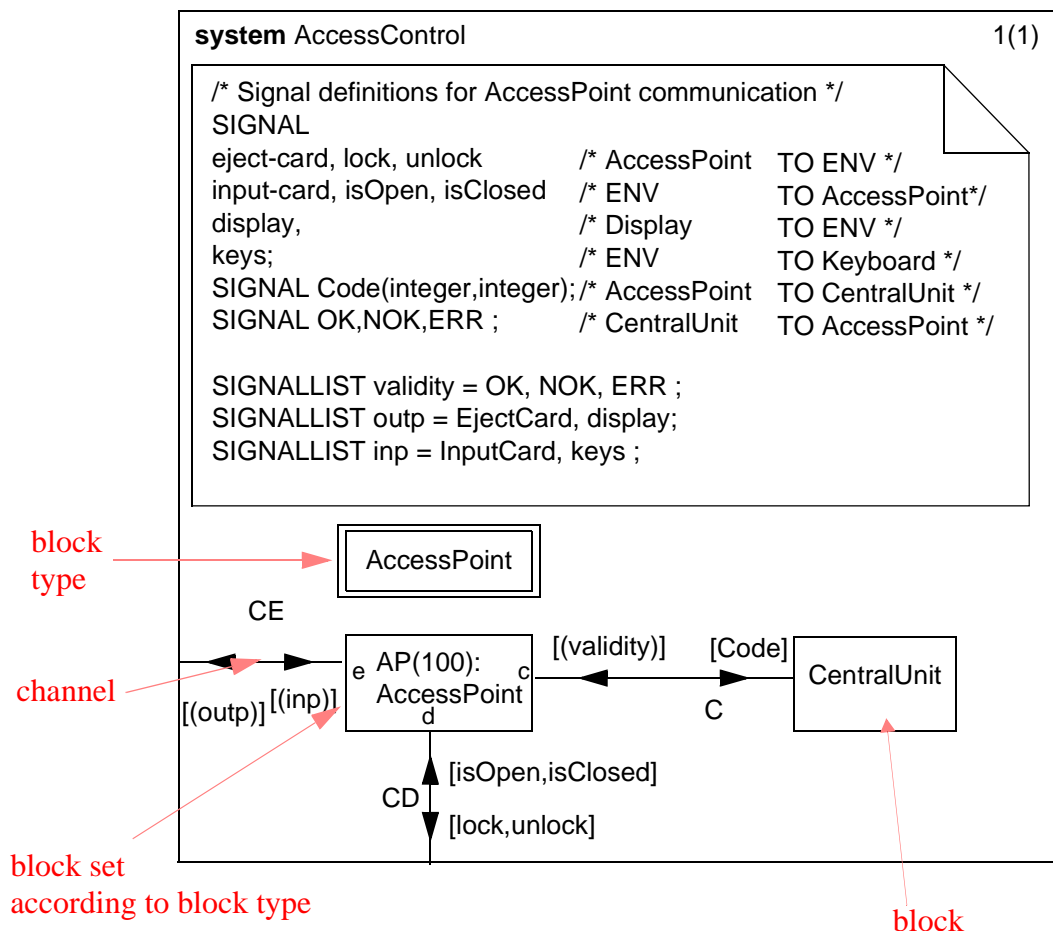 system AccessControl 1(1)
/* Signal definitions for AccessPoint communication */
SIGNAL
eject-card, lock, unlock /* AccessPoint TO ENV */
input-card, isOpen, isClosed /* ENV TO AccessPoint*/
display, /* Display TO ENV */
keys; /* ENV TO Keyboard */
SIGNAL Code(integer,integer); /* AccessPoint TO CentralUnit */
SIGNAL OK,NOK,ERR ; /* CentralUnit TO AccessPoint */
SIGNALLIST validity = OK, NOK, ERR ;
SIGNALLIST outp = EjectCard, display;
SIGNALLIST inp = InputCard, keys ;
block
type
AccessPoint
CE
[(validity)] [Code]
e AP(100): c
AccessPoint
d
CentralUnit
channel
[(outp)] [(inp)]
C
[isOpen,isClosed]
CD
[lock,unlock]
block set
according to block type
block